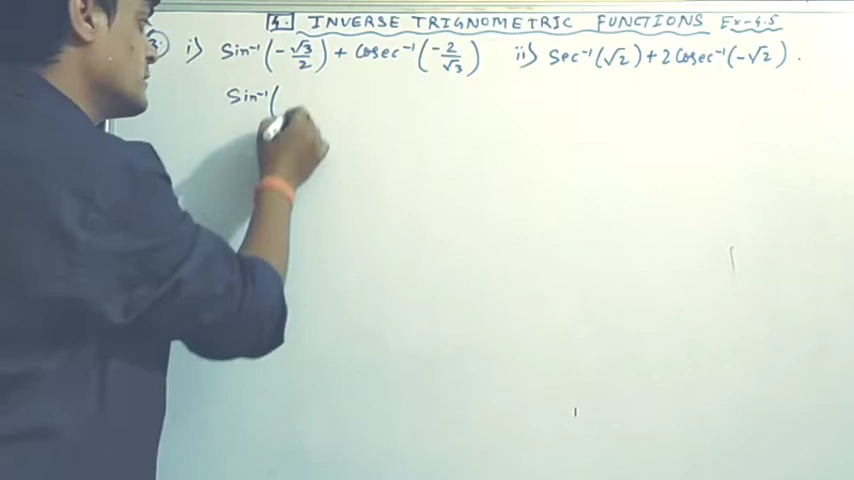 4. INVERSE TRIGNOMETRIC FUNCTIONS Ex-4.5
3. i) Sin⁻¹(-√3/2) + Cosec⁻¹(-2/√3) ii) Sec⁻¹(√2) + 2 Cosec⁻¹(-√2).
Sin⁻¹(